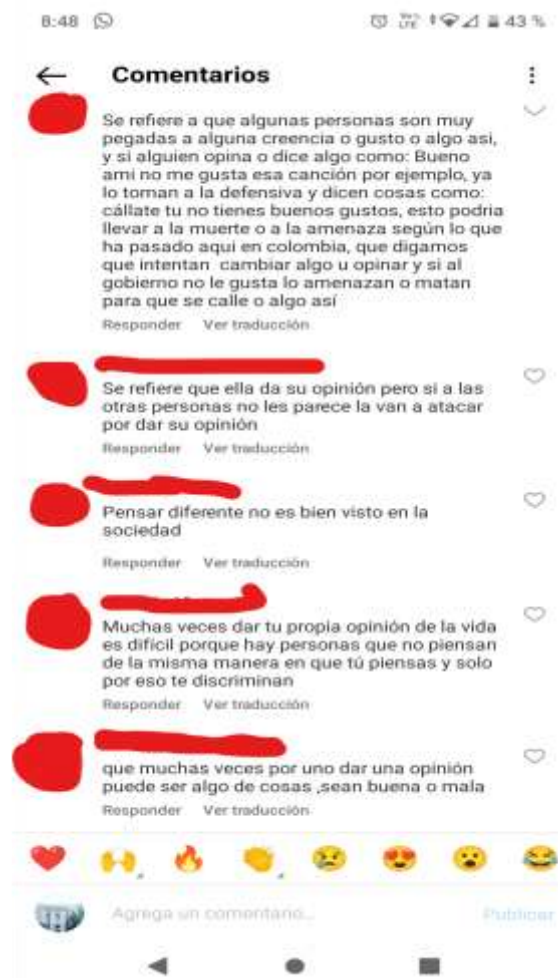 8:48
43 %
Comentarios
Se refiere a que algunas personas son muy
pegadas a alguna creencia o gusto o algo asi,
y si alguien opina o dice algo como: Bueno
ami no me gusta esa canción por ejemplo, ya
lo toman a la defensiva y dicen cosas como:
cállate tu no tienes buenos gustos, esto podria
llevar a la muerte o a la amenaza según lo que
ha pasado aqui en colombia, que digamos
que intentan cambiar algo u opinar y si al
gobierno no le gusta lo amenazan o matan
para que se calle o algo así
Responder Ver traducción
Se refiere que ella da su opinión pero si a las
otras personas no les parece la van a atacar
por dar su opinión
Responder Ver traducción
Pensar diferente no es bien visto en la
sociedad
Responder Ver traducción
Muchas veces dar tu propia opinión de la vida
es difícil porque hay personas que no piensan
de la misma manera en que tú piensas y solo
por eso te discriminan
Responder Ver traducción
que muchas veces por uno dar una opinión
puede ser algo de cosas ,sean buena o mala
Responder Ver traducción
Agrega un comentario... Publicar